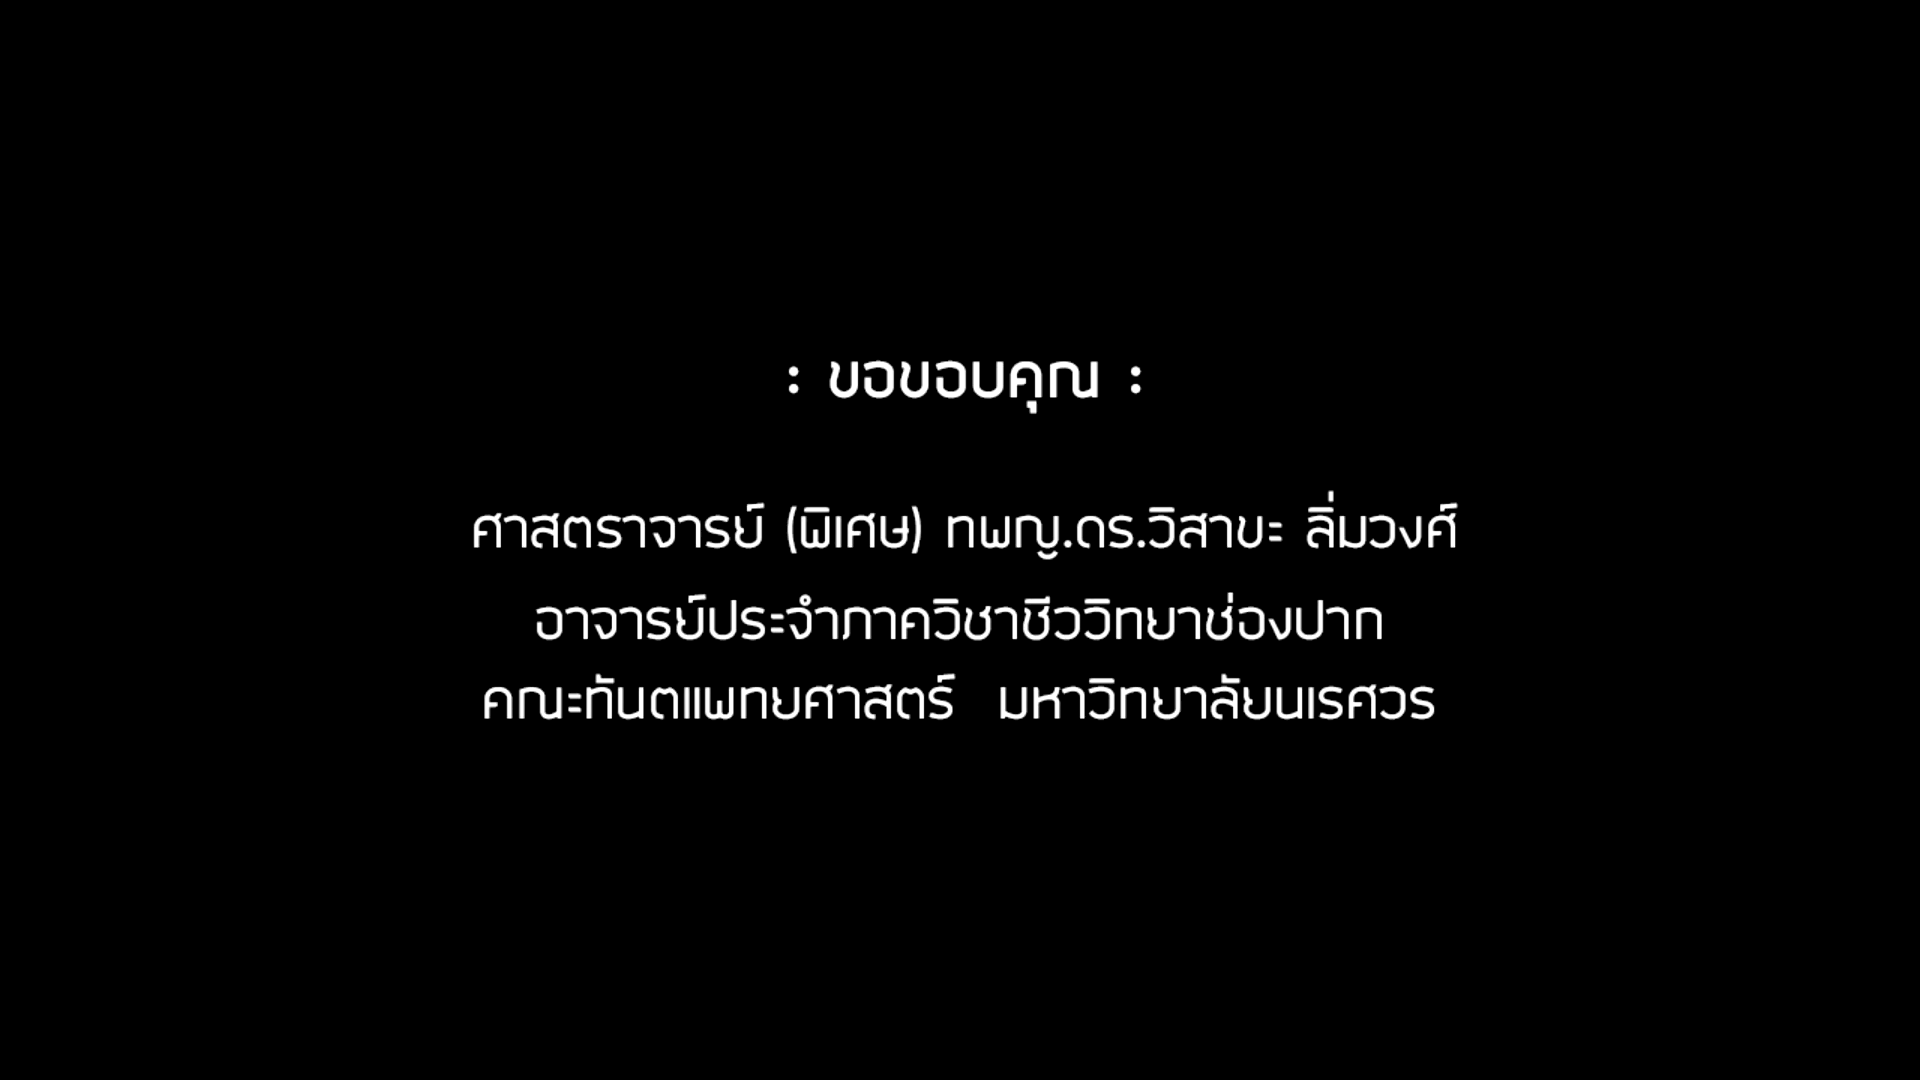 : ขอขอบคุณ :
ศาสตราจารย์ (พิเศษ) ทพญ.ดร.วิสาขะ ลิ่มวงศ์
อาจารย์ประจำภาควิชาชีววิทยาช่องปาก
คณะทันตแพทยศาสตร์ มหาวิทยาลัยนเรศวร